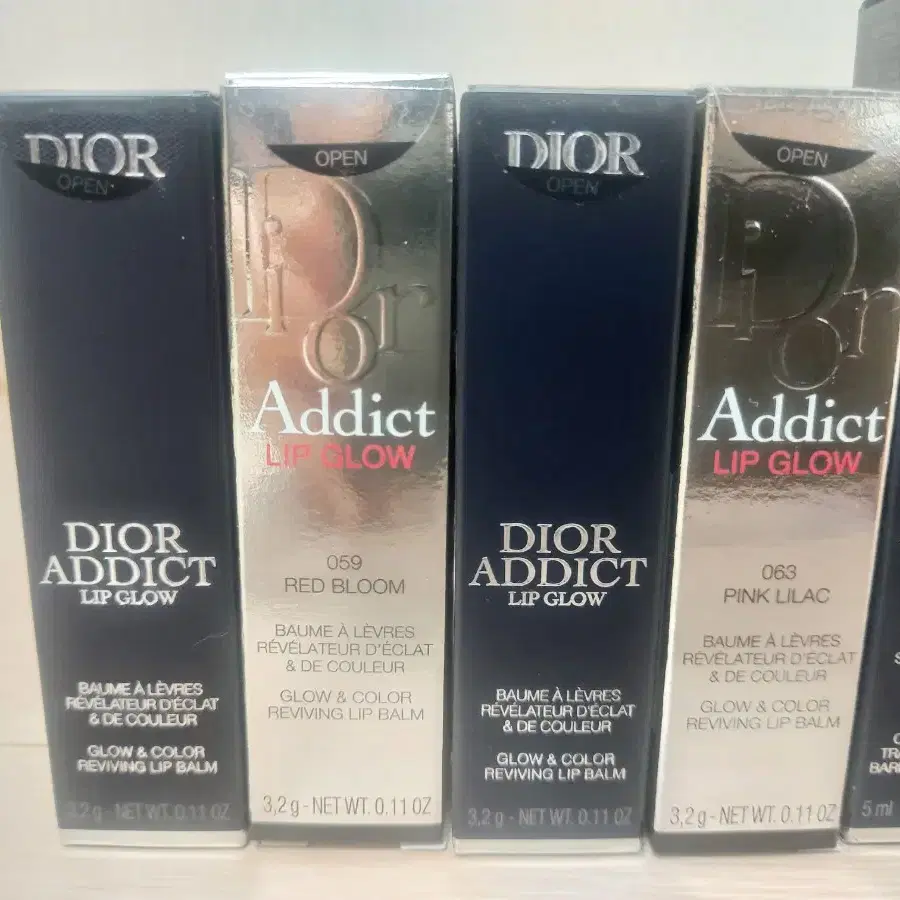 DIOR
OPEN
DIOR
ADDICT
LIP GLOW
BAUME À LÈVRES
RÉVÉLATEUR D'ÉCLAT
& DE COULEUR
GLOW & COLOR
REVIVING LIP BALM
3,2 g - NET WT. 0.11 OZ
OPEN
Dior
Addict
LIP GLOW
059
RED BLOOM
BAUME À LÈVRES
RÉVÉLATEUR D'ÉCLAT
& DE COULEUR
GLOW & COLOR
REVIVING LIP BALM
3,2 g - NET WT. 0.11 OZ
DIOR
OPEN
DIOR
ADDICT
LIP GLOW
BAUME À LÈVRES
RÉVÉLATEUR D'ÉCLAT
& DE COULEUR
GLOW & COLOR
REVIVING LIP BALM
3,2 g - NET WT. 0.11 OZ
OPEN
Dior
Addict
LIP GLOW
063
PINK LILAC
BAUME À LÈVRES
RÉVÉLATEUR D'ÉCLAT
& DE COULEUR
GLOW & COLOR
REVIVING LIP BALM
3,2 g - NET WT. 0.11 OZ
5 ml